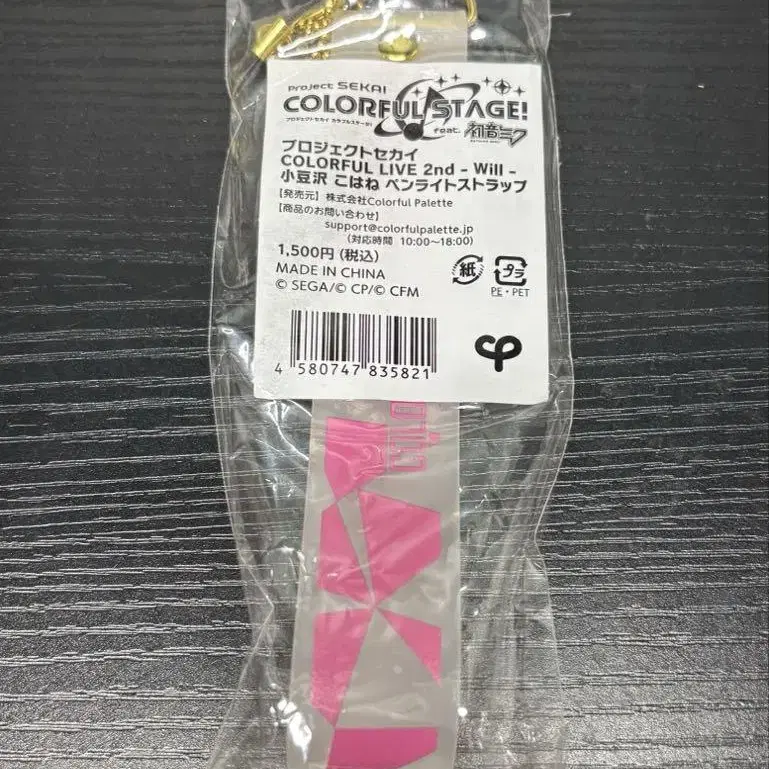 Project SEKAI
COLORFUL STAGE!
プロジェクトセカイ カラフルステージ!
feat. 初音ミク
プロジェクトセカイ
COLORFUL LIVE 2nd - Will -
小豆沢 こはね ペンライトストラップ
【発売元】株式会社Colorful Palette
【商品のお問い合わせ】
support@colorfulpalette.jp
(対応時間 10:00～18:00)
1,500円(税込)
MADE IN CHINA
© SEGA/© CP/© CFM
紙
プラ
PE・PET
4 580747 835821